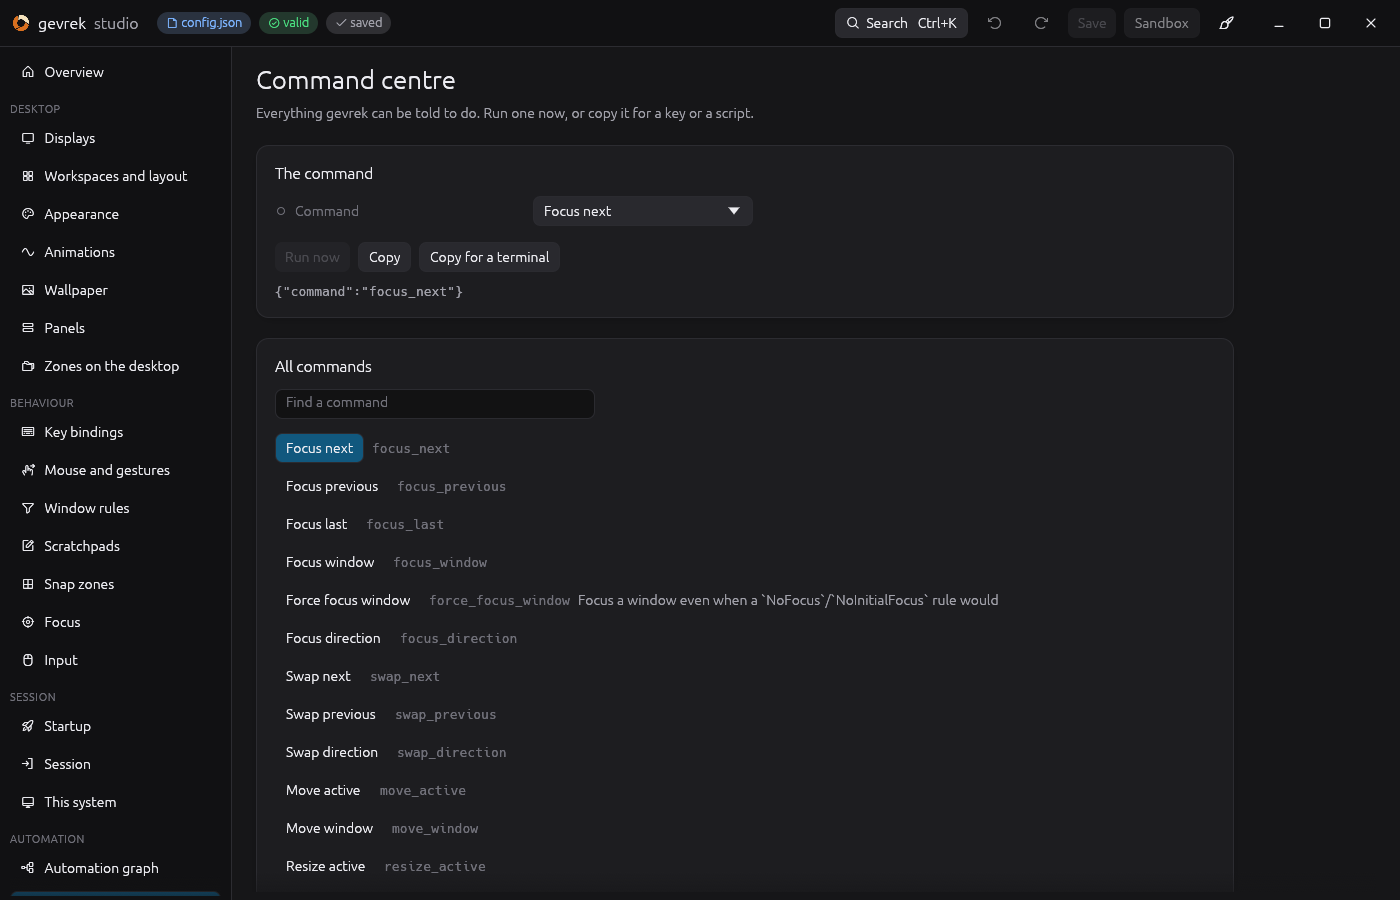 gevrek studio
config.json
valid
saved
Search Ctrl+K
Save
Sandbox
Overview
DESKTOP
Displays
Workspaces and layout
Appearance
Animations
Wallpaper
Panels
Zones on the desktop
BEHAVIOUR
Key bindings
Mouse and gestures
Window rules
Scratchpads
Snap zones
Focus
Input
SESSION
Startup
Session
This system
AUTOMATION
Automation graph
Command centre
Everything gevrek can be told to do. Run one now, or copy it for a key or a script.
The command
Command
Focus next
Run now
Copy
Copy for a terminal
{"command":"focus_next"}
All commands
Find a command
Focus next focus_next
Focus previous focus_previous
Focus last focus_last
Focus window focus_window
Force focus window force_focus_window Focus a window even when a `NoFocus`/`NoInitialFocus` rule would
Focus direction focus_direction
Swap next swap_next
Swap previous swap_previous
Swap direction swap_direction
Move active move_active
Move window move_window
Resize active resize_active